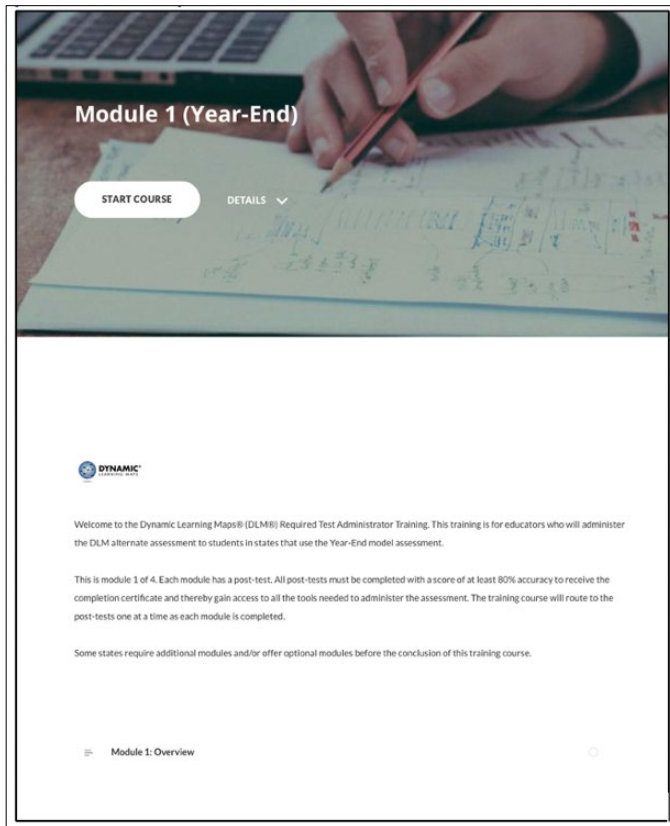 Module 1 (Year-End)
START COURSE
DETAILS
DYNAMIC®
LEARNING MAPS
Welcome to the Dynamic Learning Maps® (DLM®) Required Test Administrator Training. This training is for educators who will administer
the DLM alternate assessment to students in states that use the Year-End model assessment.
This is module 1 of 4. Each module has a post-test. All post-tests must be completed with a score of at least 80% accuracy to receive the
completion certificate and thereby gain access to all the tools needed to administer the assessment. The training course will route to the
post-tests one at a time as each module is completed.
Some states require additional modules and/or offer optional modules before the conclusion of this training course.
Module 1: Overview